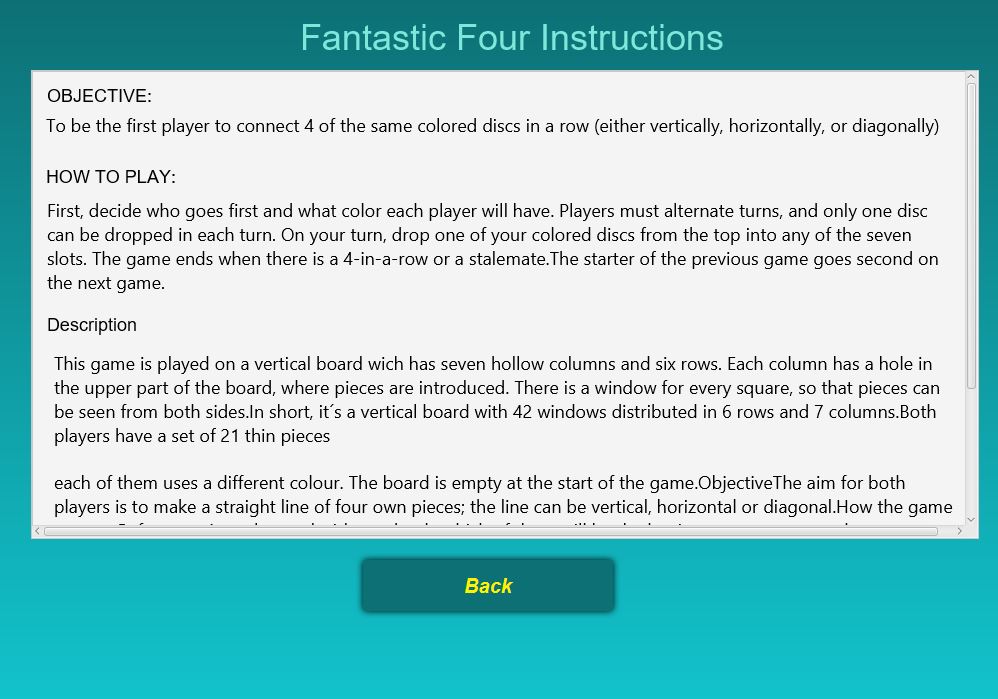 Fantastic Four Instructions
OBJECTIVE:
To be the first player to connect 4 of the same colored discs in a row (either vertically, horizontally, or diagonally)
HOW TO PLAY:
First, decide who goes first and what color each player will have. Players must alternate turns, and only one disc
can be dropped in each turn. On your turn, drop one of your colored discs from the top into any of the seven
slots. The game ends when there is a 4-in-a-row or a stalemate.The starter of the previous game goes second on
the next game.
Description
This game is played on a vertical board wich has seven hollow columns and six rows. Each column has a hole in
the upper part of the board, where pieces are introduced. There is a window for every square, so that pieces can
be seen from both sides.In short, it´s a vertical board with 42 windows distributed in 6 rows and 7 columns.Both
players have a set of 21 thin pieces
each of them uses a different colour. The board is empty at the start of the game.ObjectiveThe aim for both
players is to make a straight line of four own pieces; the line can be vertical, horizontal or diagonal.How the game
Back